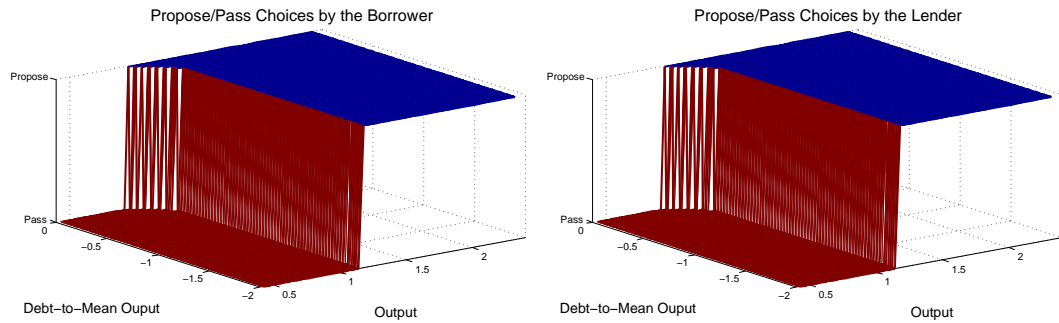 Propose/Pass Choices by the Borrower
Propose
Pass
0
−0.5
−1
−1.5
−2
0.5
1
1.5
2
Debt−to−Mean Ouput
Output
Propose/Pass Choices by the Lender
Propose
Pass
0
−0.5
−1
−1.5
−2
0.5
1
1.5
2
Debt−to−Mean Ouput
Output